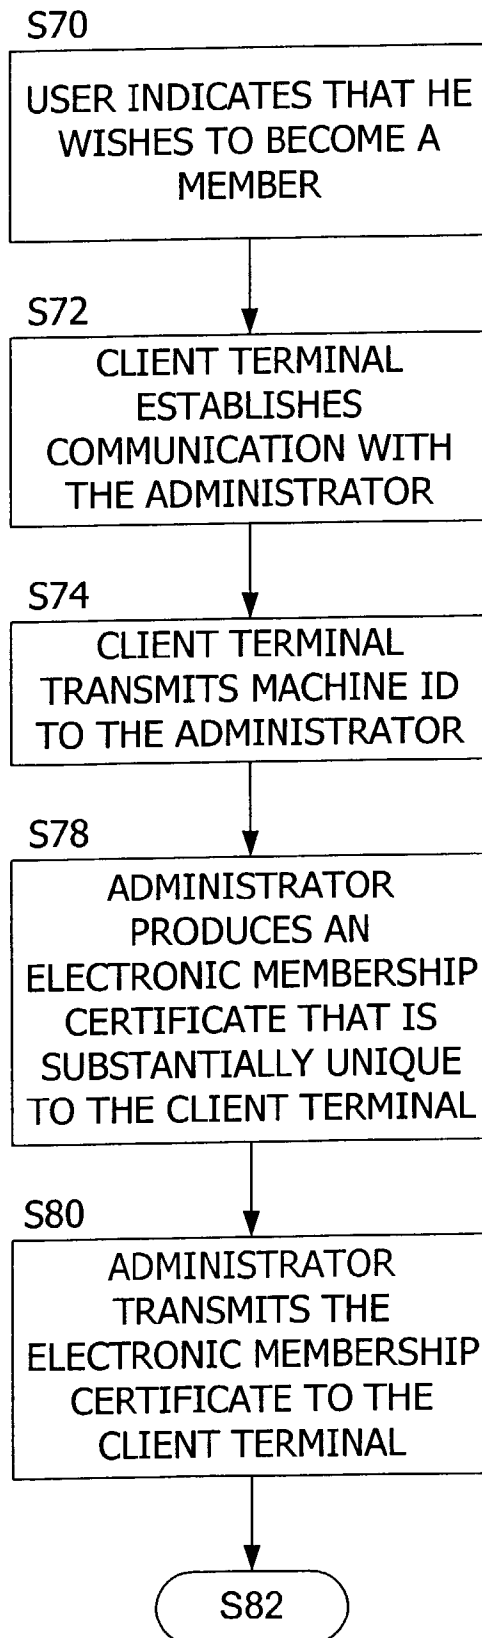 S70
USER INDICATES THAT HE
WISHES TO BECOME A
MEMBER
S72
CLIENT TERMINAL
ESTABLISHES
COMMUNICATION WITH
THE ADMINISTRATOR
S74
CLIENT TERMINAL
TRANSMITS MACHINE ID
TO THE ADMINISTRATOR
S78
ADMINISTRATOR
PRODUCES AN
ELECTRONIC MEMBERSHIP
CERTIFICATE THAT IS
SUBSTANTIALLY UNIQUE
TO THE CLIENT TERMINAL
S80
ADMINISTRATOR
TRANSMITS THE
ELECTRONIC MEMBERSHIP
CERTIFICATE TO THE
CLIENT TERMINAL
S82